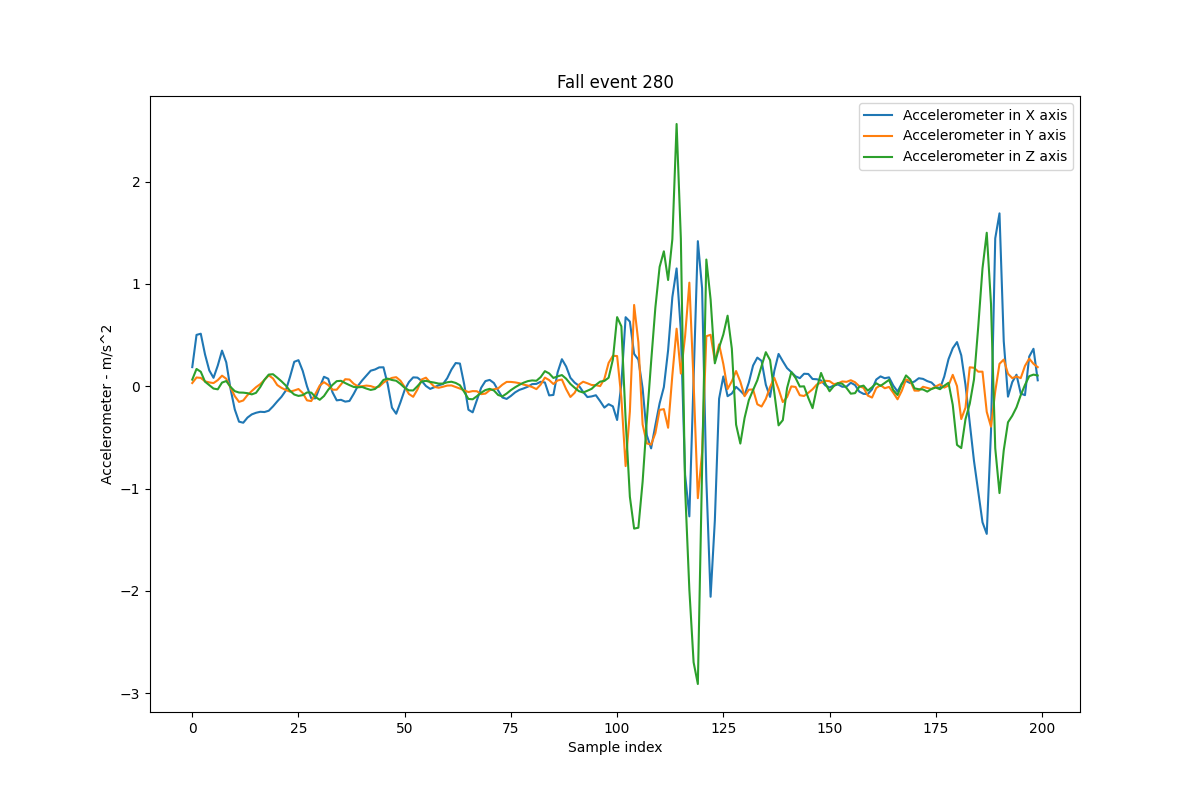 Fall event 280
Accelerometer in X axis
Accelerometer in Y axis
Accelerometer in Z axis
Accelerometer - m/s^2
2
1
0
−1
−2
−3
0 25 50 75 100 125 150 175 200
Sample index